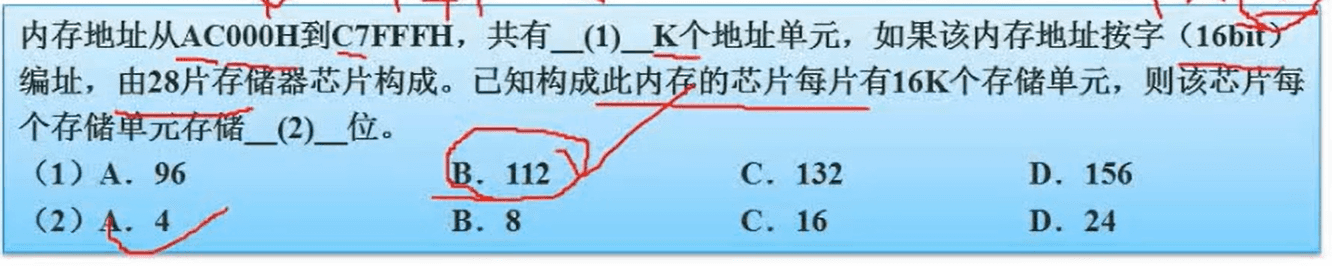 内存地址从AC000H到C7FFFH，共有__(1)__K个地址单元，如果该内存地址按字（16bit）
编址，由28片存储器芯片构成。已知构成此内存的芯片每片有16K个存储单元，则该芯片每
个存储单元存储__(2)__位。
（1）A．96 B．112 C．132 D．156
（2）A．4 B．8 C．16 D．24